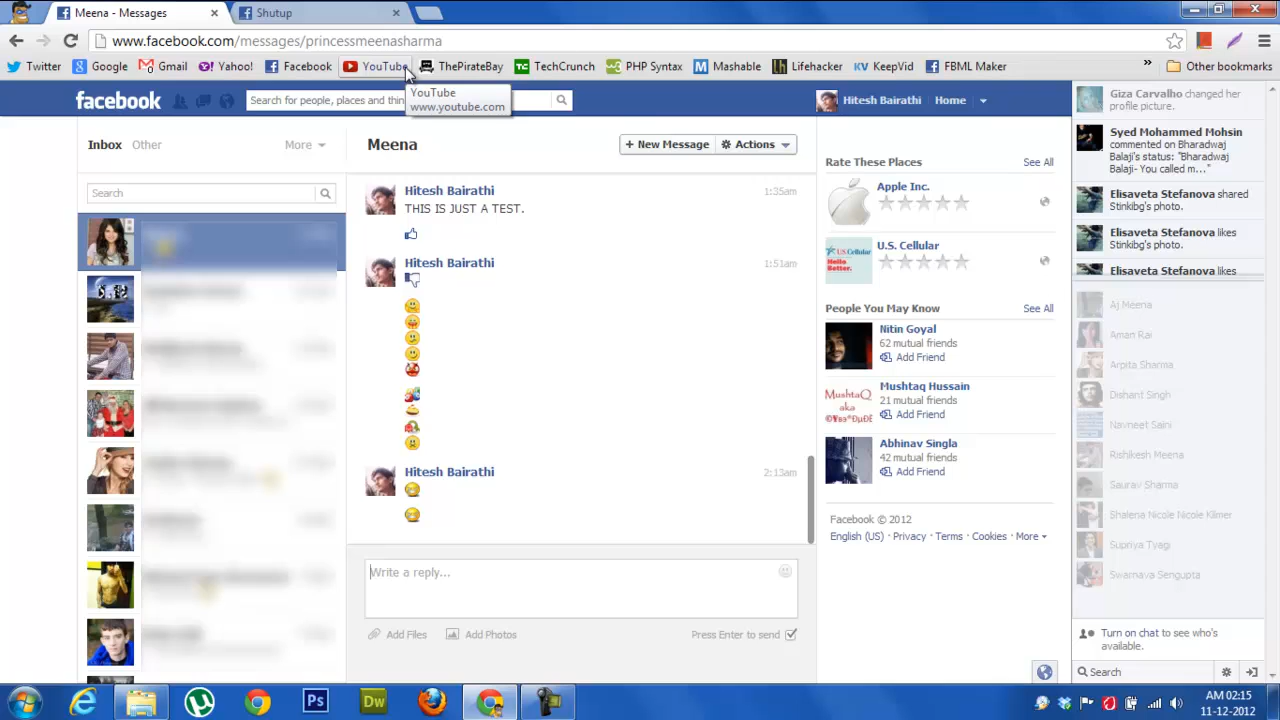 Meena - Messages
Shutup
www.facebook.com/messages/princessmeenasharma
Twitter Google Gmail Yahoo! Facebook YouTube ThePirateBay TechCrunch PHP Syntax Mashable Lifehacker KeepVid FBML Maker » Other bookmarks
YouTube
www.youtube.com
facebook
Search for people, places and thin
Hitesh Bairathi Home
Inbox Other More
Search
Meena
+ New Message Actions
Hitesh Bairathi 1:35am
THIS IS JUST A TEST.
Hitesh Bairathi 1:51am
Hitesh Bairathi 2:13am
Write a reply...
Add Files Add Photos Press Enter to send
Rate These Places See All
Apple Inc.
U.S. Cellular
US Cellular
Hello
Better.
People You May Know See All
Nitin Goyal
62 mutual friends
Add Friend
MushtaQ
aka
Mushtaq Hussain
21 mutual friends
Add Friend
Abhinav Singla
42 mutual friends
Add Friend
Facebook © 2012
English (US) · Privacy · Terms · Cookies · More
Giza Carvalho changed her
profile picture.
Syed Mohammed Mohsin
commented on Bharadwaj
Balaji's status: "Bharadwaj
Balaji- You called m..."
Elisaveta Stefanova shared
Stinkibg's photo.
Elisaveta Stefanova likes
Stinkibg's photo.
Elisaveta Stefanova likes
Aj Meena
Aman Rai
Arpita Sharma
Dishant Singh
Navneet Saini
Rishikesh Meena
Saurav Sharma
Shalena Nicole Nicole Klimer
Supriya Tyagi
Swarnava Sengupta
Turn on chat to see who's
available.
Search
Ps
Dw
AM 02:15
11-12-2012